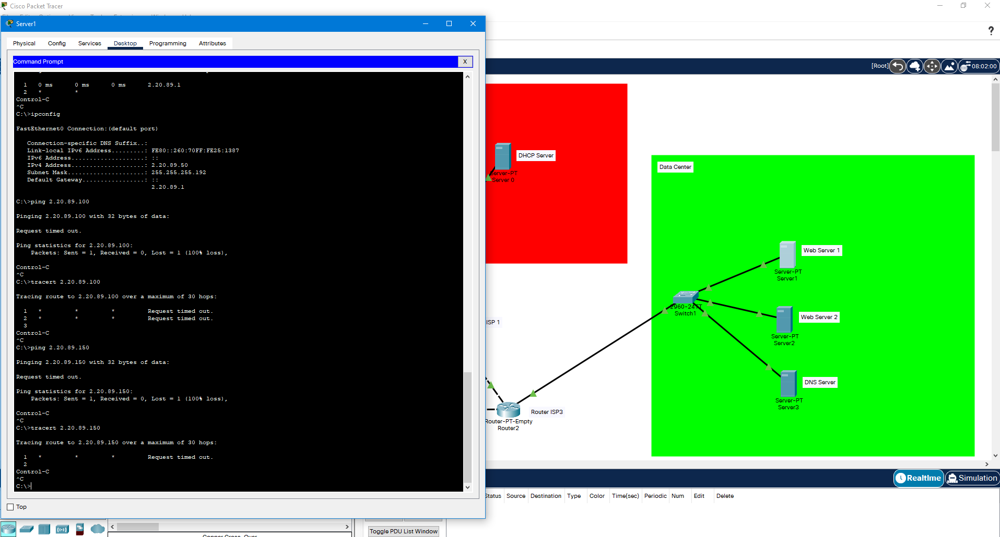 Cisco Packet Tracer
Server1
Physical Config Services Desktop Programming Attributes
Command Prompt X
1 0 ms 0 ms 0 ms 2.20.89.1
2 * *
Control-C
^C
C:\>ipconfig
FastEthernet0 Connection:(default port)
Connection-specific DNS Suffix..:
Link-local IPv6 Address.........: FE80::260:70FF:FE25:1387
IPv6 Address....................: ::
IPv4 Address....................: 2.20.89.50
Subnet Mask.....................: 255.255.255.192
Default Gateway.................: ::
2.20.89.1
C:\>ping 2.20.89.100
Pinging 2.20.89.100 with 32 bytes of data:
Request timed out.
Ping statistics for 2.20.89.100:
Packets: Sent = 1, Received = 0, Lost = 1 (100% loss),
Control-C
^C
C:\>tracert 2.20.89.100
Tracing route to 2.20.89.100 over a maximum of 30 hops:
1 * * * Request timed out.
2 * * * Request timed out.
3
Control-C
^C
C:\>ping 2.20.89.150
Pinging 2.20.89.150 with 32 bytes of data:
Request timed out.
Ping statistics for 2.20.89.150:
Packets: Sent = 1, Received = 0, Lost = 1 (100% loss),
Control-C
^C
C:\>tracert 2.20.89.150
Tracing route to 2.20.89.150 over a maximum of 30 hops:
1 * * * Request timed out.
2
Control-C
^C
C:\>
Top
?
[Root] 08:02:00
DHCP Server
Server-PT
Server 0
Data Center
Web Server 1
Server-PT
Server1
2960-24TT
Switch1
Web Server 2
Server-PT
Server2
ISP 1
DNS Server
Server-PT
Server3
Router ISP3
Router-PT-Empty
Router2
Realtime Simulation
Status Source Destination Type Color Time(sec) Periodic Num Edit Delete
Toggle PDU List Window
Copper Cross-Over